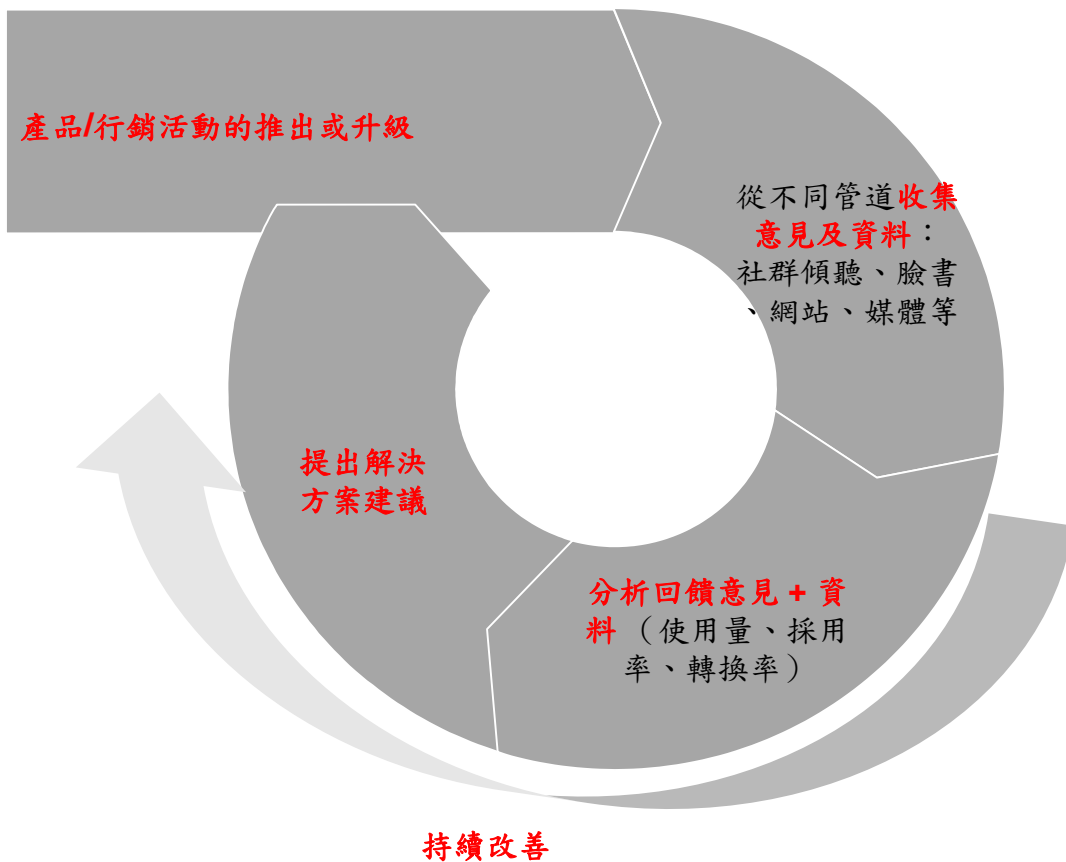 產品/行銷活動的推出或升級
從不同管道收集
意見及資料：
社群傾聽、臉書
、網站、媒體等
分析回饋意見 + 資
料（使用量、採用
率、轉換率）
提出解決
方案建議
持續改善